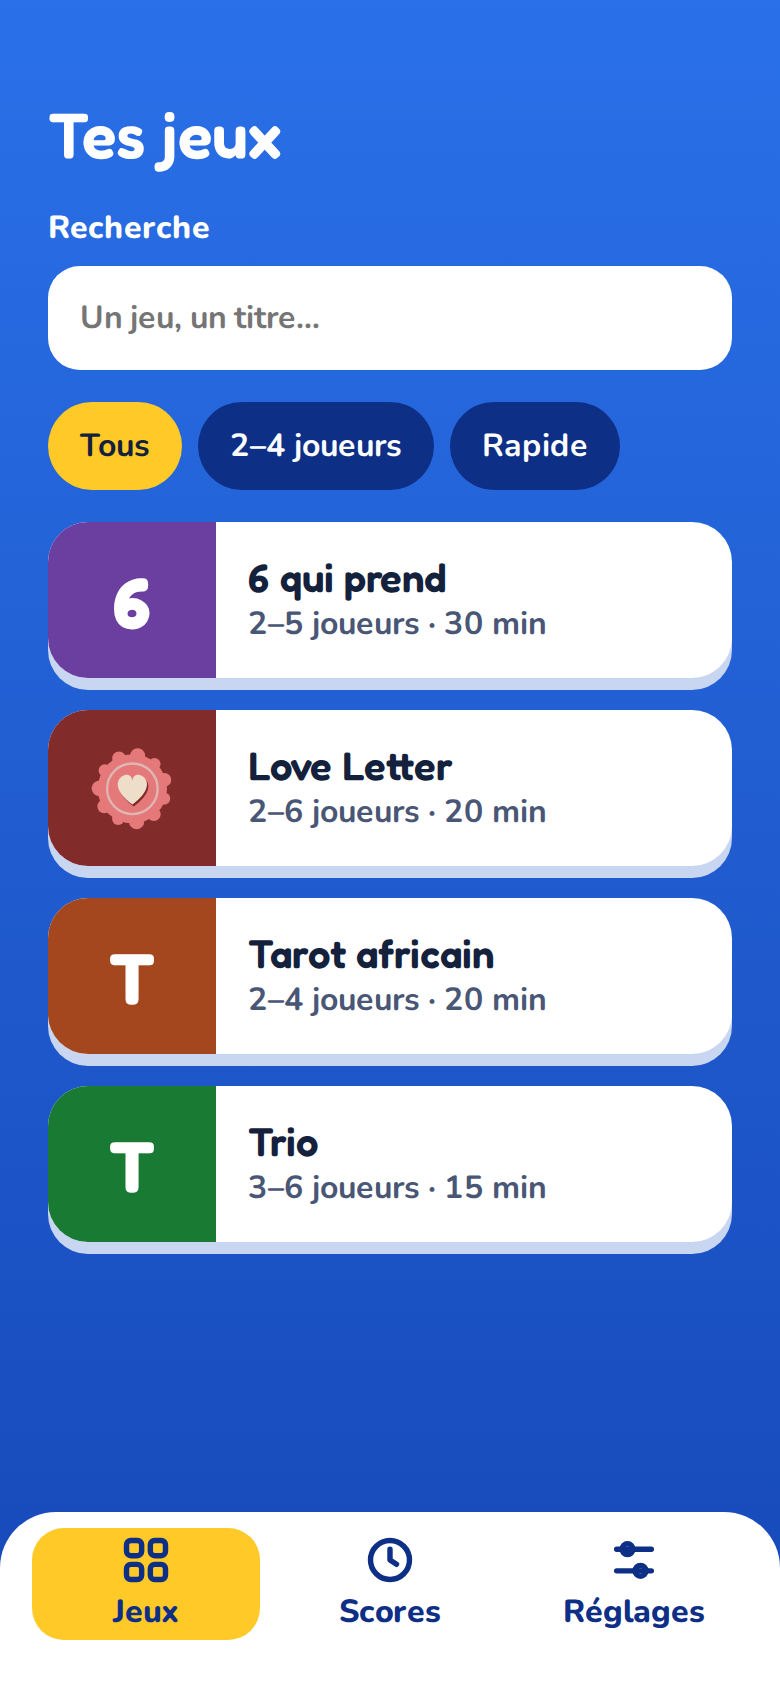 Tes jeux
Recherche
Un jeu, un titre...
Tous
2–4 joueurs
Rapide
6
6 qui prend
2–5 joueurs · 30 min
Love Letter
2–6 joueurs · 20 min
T
Tarot africain
2–4 joueurs · 20 min
T
Trio
3–6 joueurs · 15 min
Jeux
Scores
Réglages